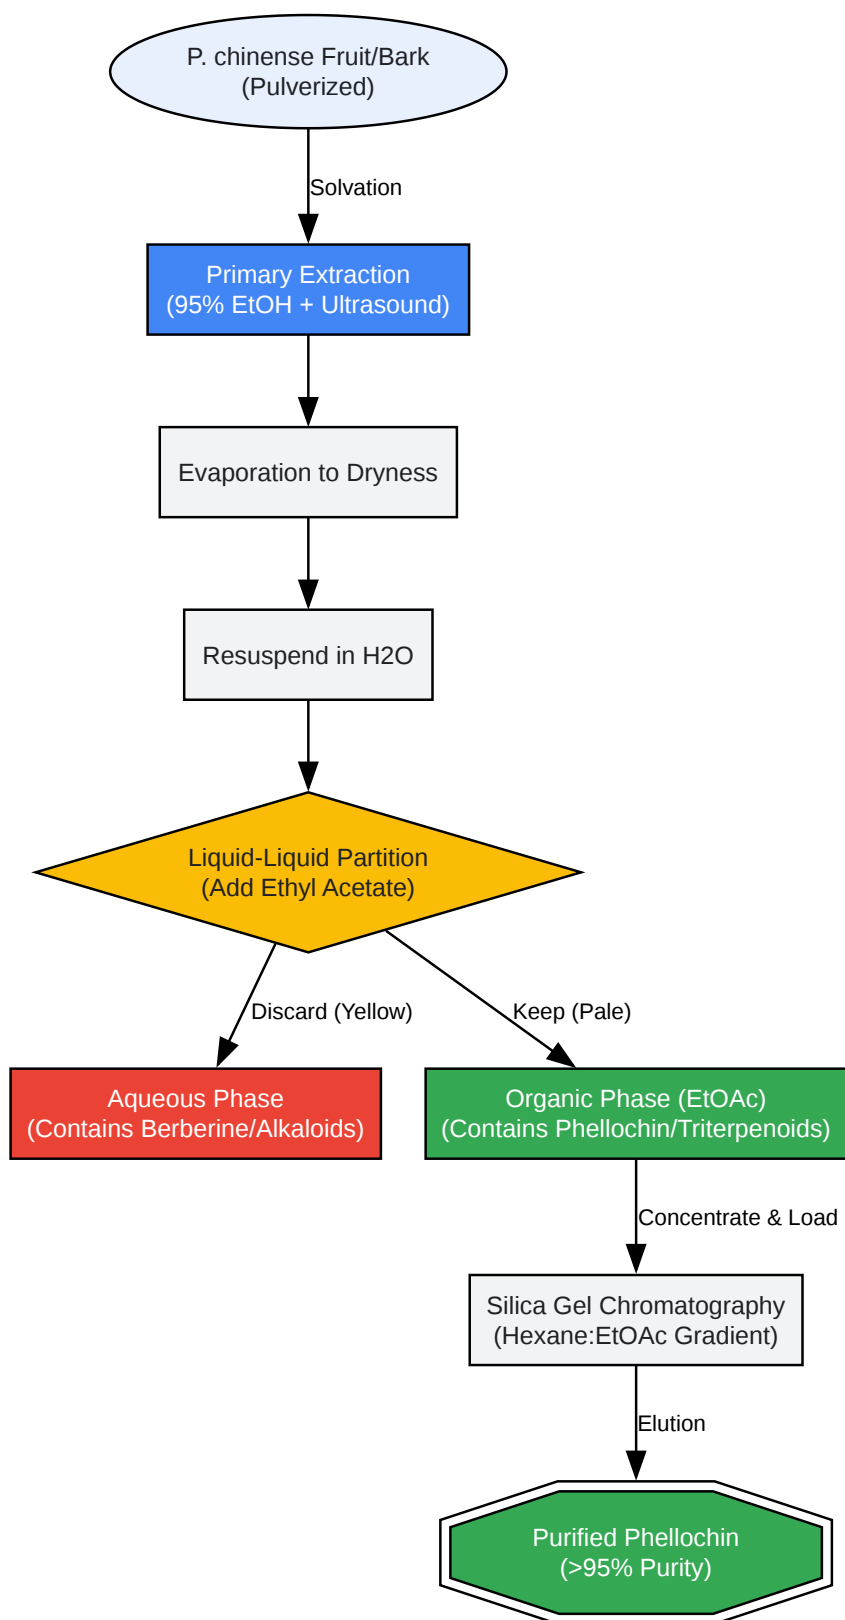 P. chinense Fruit/Bark
(Pulverized)
Solvation
Primary Extraction
(95% EtOH + Ultrasound)
Evaporation to Dryness
Resuspend in H2O
Liquid-Liquid Partition
(Add Ethyl Acetate)
Discard (Yellow)
Keep (Pale)
Aqueous Phase
(Contains Berberine/Alkaloids)
Organic Phase (EtOAc)
(Contains Phellochin/Triterpenoids)
Concentrate & Load
Silica Gel Chromatography
(Hexane:EtOAc Gradient)
Elution
Purified Phellochin
(>95% Purity)